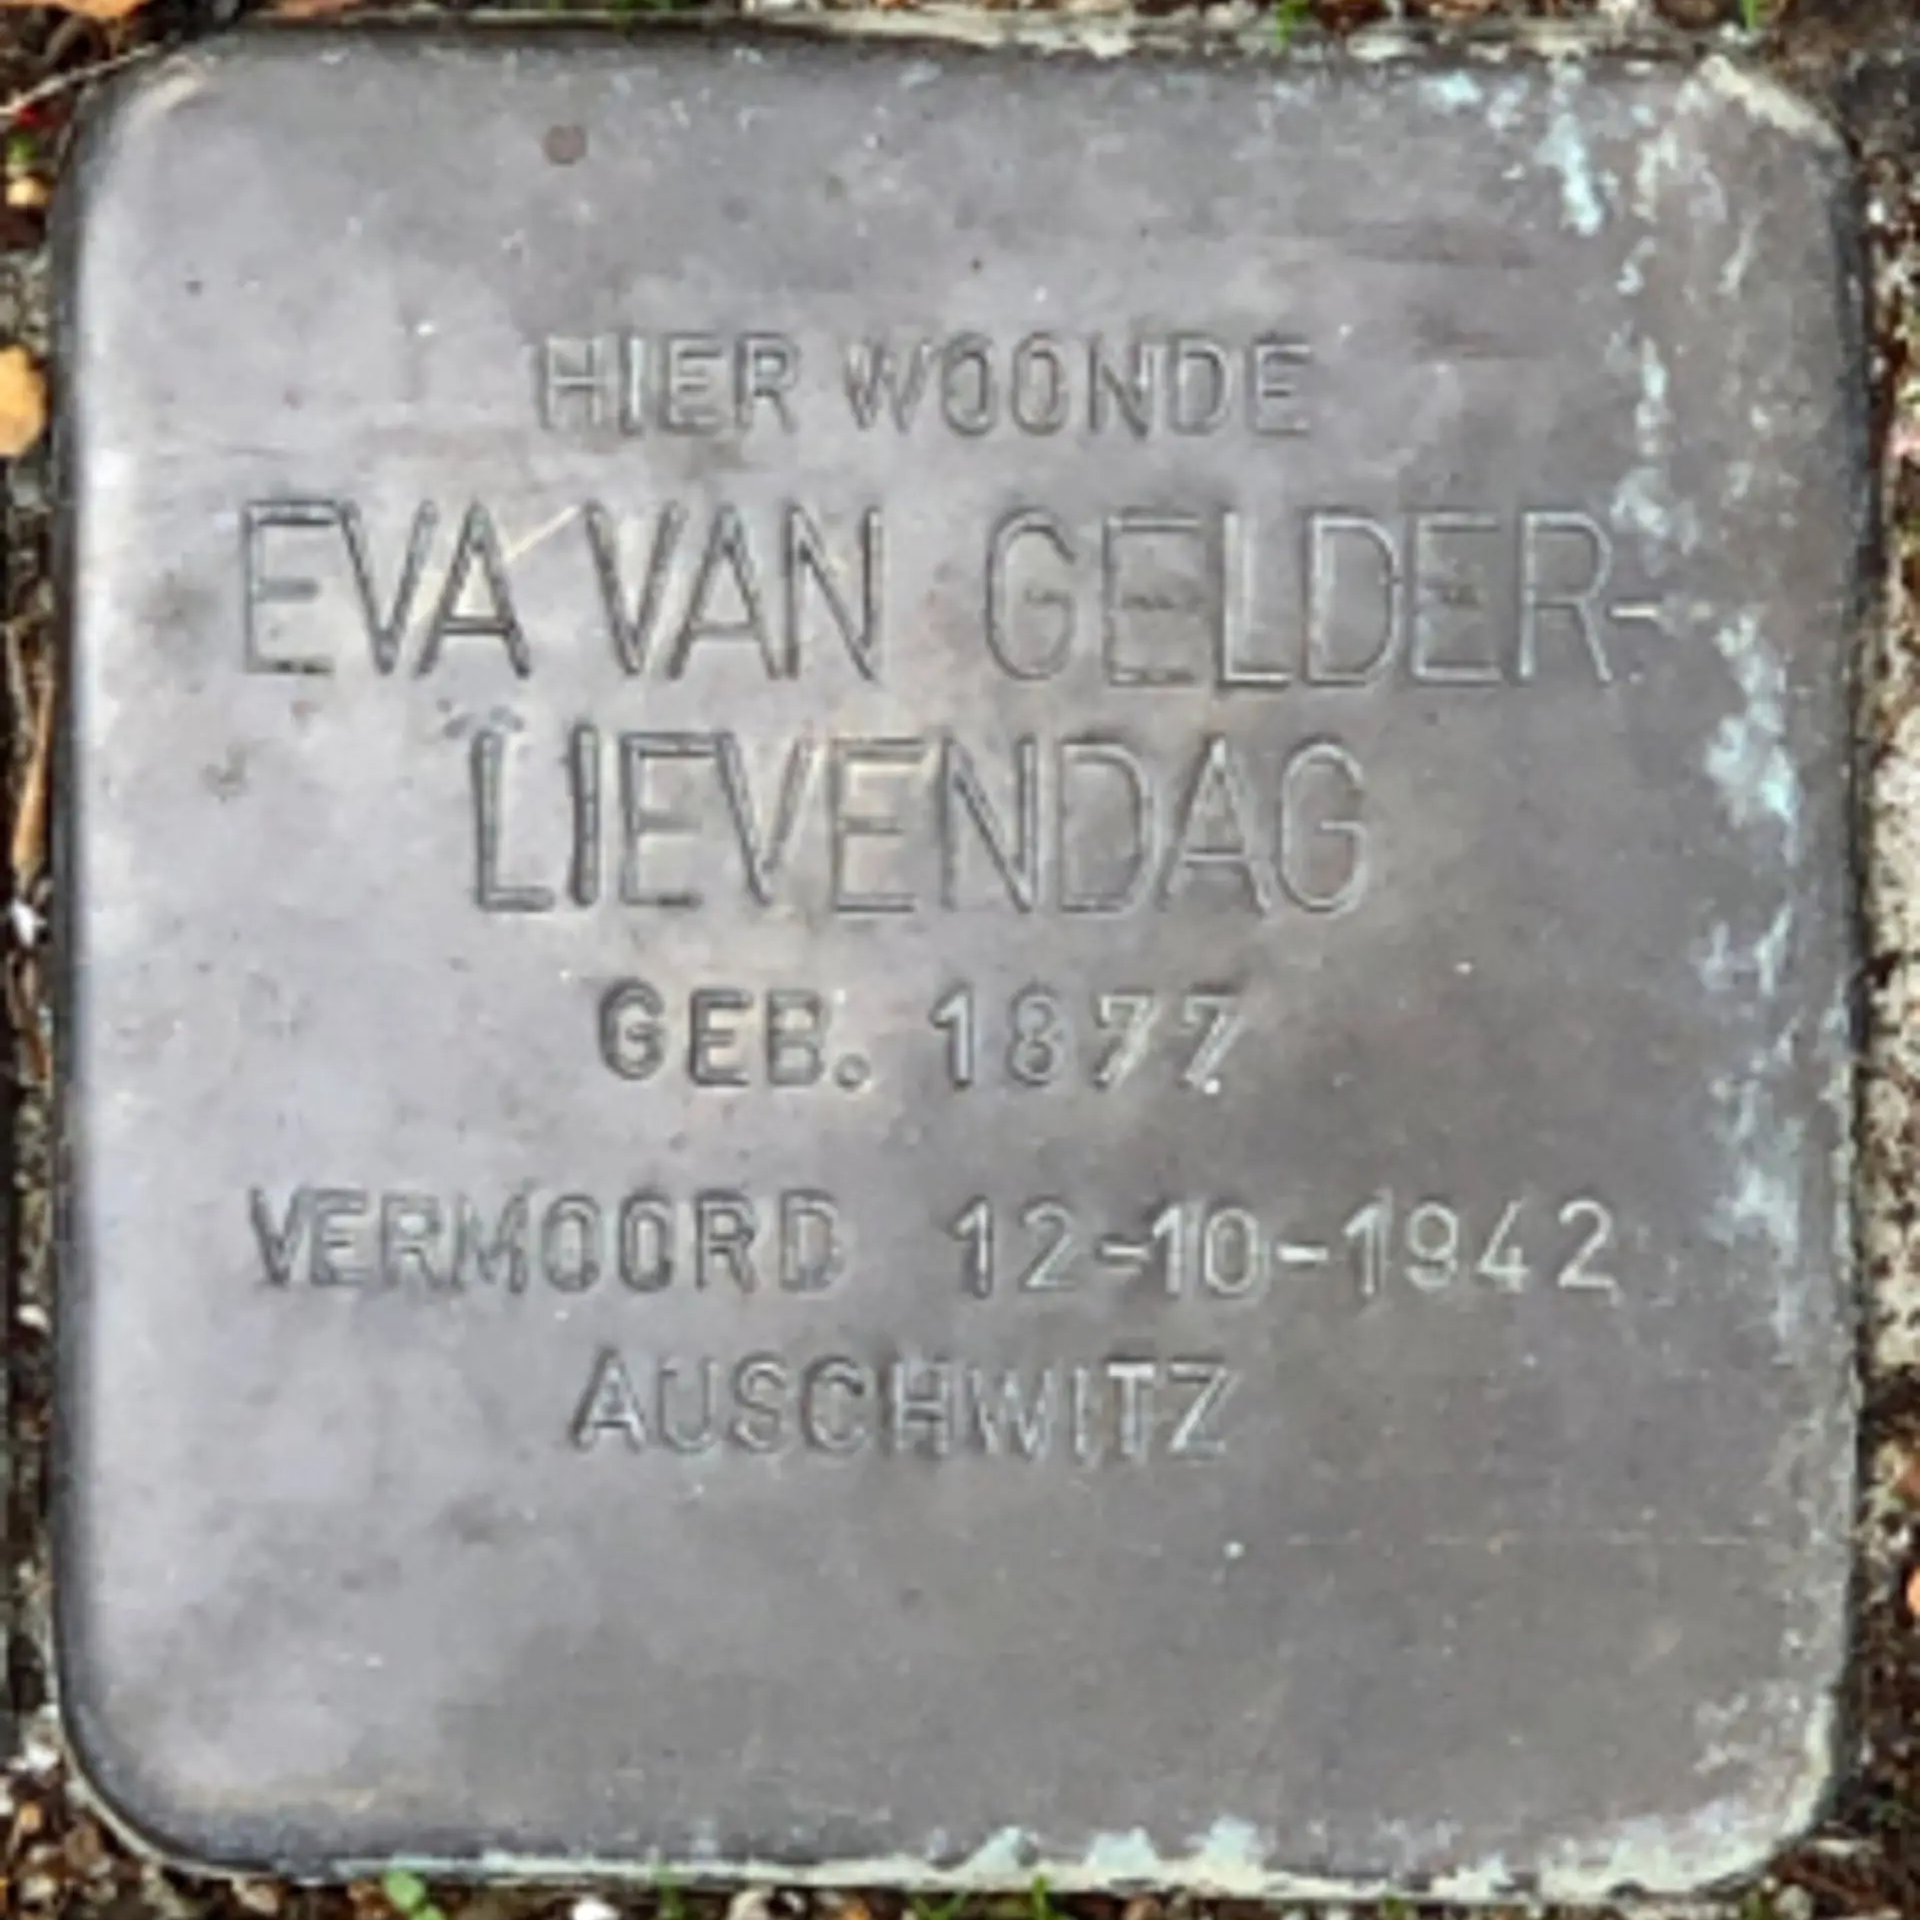 HIER WOONDE
EVA VAN GELDER-
LIEVENDAG
GEB. 1877
VERMOORD 12-10-1942
AUSCHWITZ